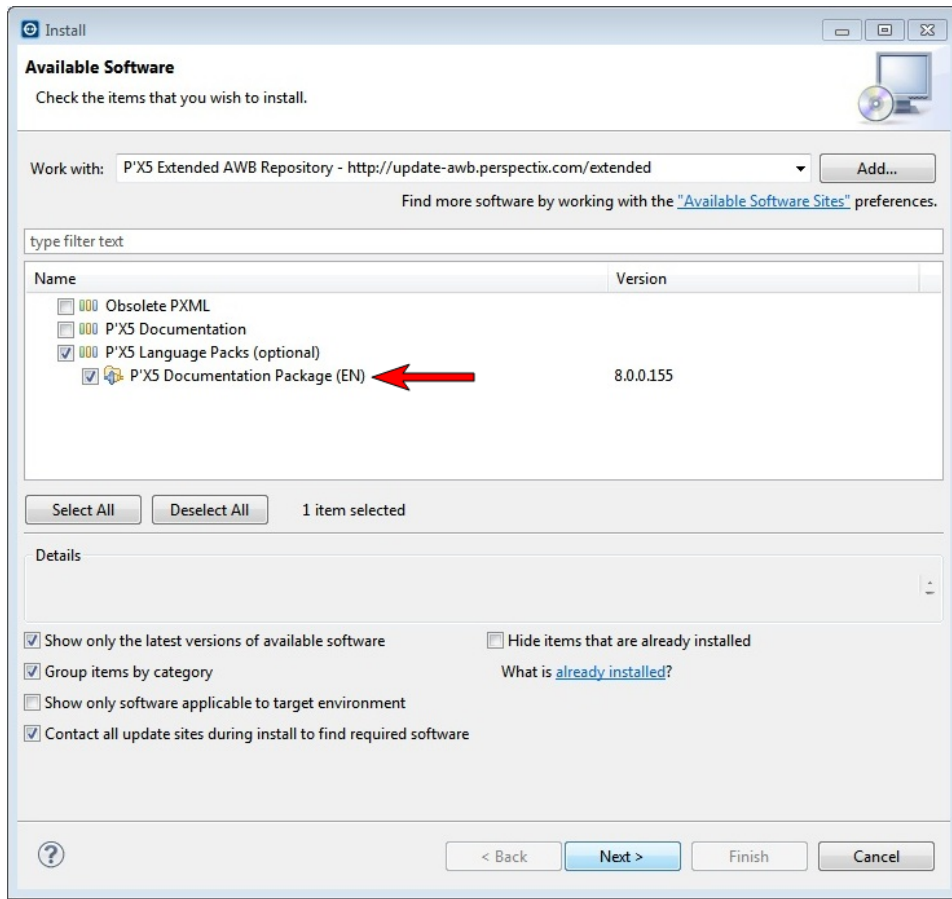 Install
Available Software
Check the items that you wish to install.
Work with: P'X5 Extended AWB Repository - http://update-awb.perspectix.com/extended Add...
Find more software by working with the "Available Software Sites" preferences.
type filter text
Name Version
Obsolete PXML
P'X5 Documentation
P'X5 Language Packs (optional)
P'X5 Documentation Package (EN) 8.0.0.155
Select All Deselect All 1 item selected
Details
Show only the latest versions of available software Hide items that are already installed
Group items by category What is already installed?
Show only software applicable to target environment
Contact all update sites during install to find required software
? < Back Next > Finish Cancel